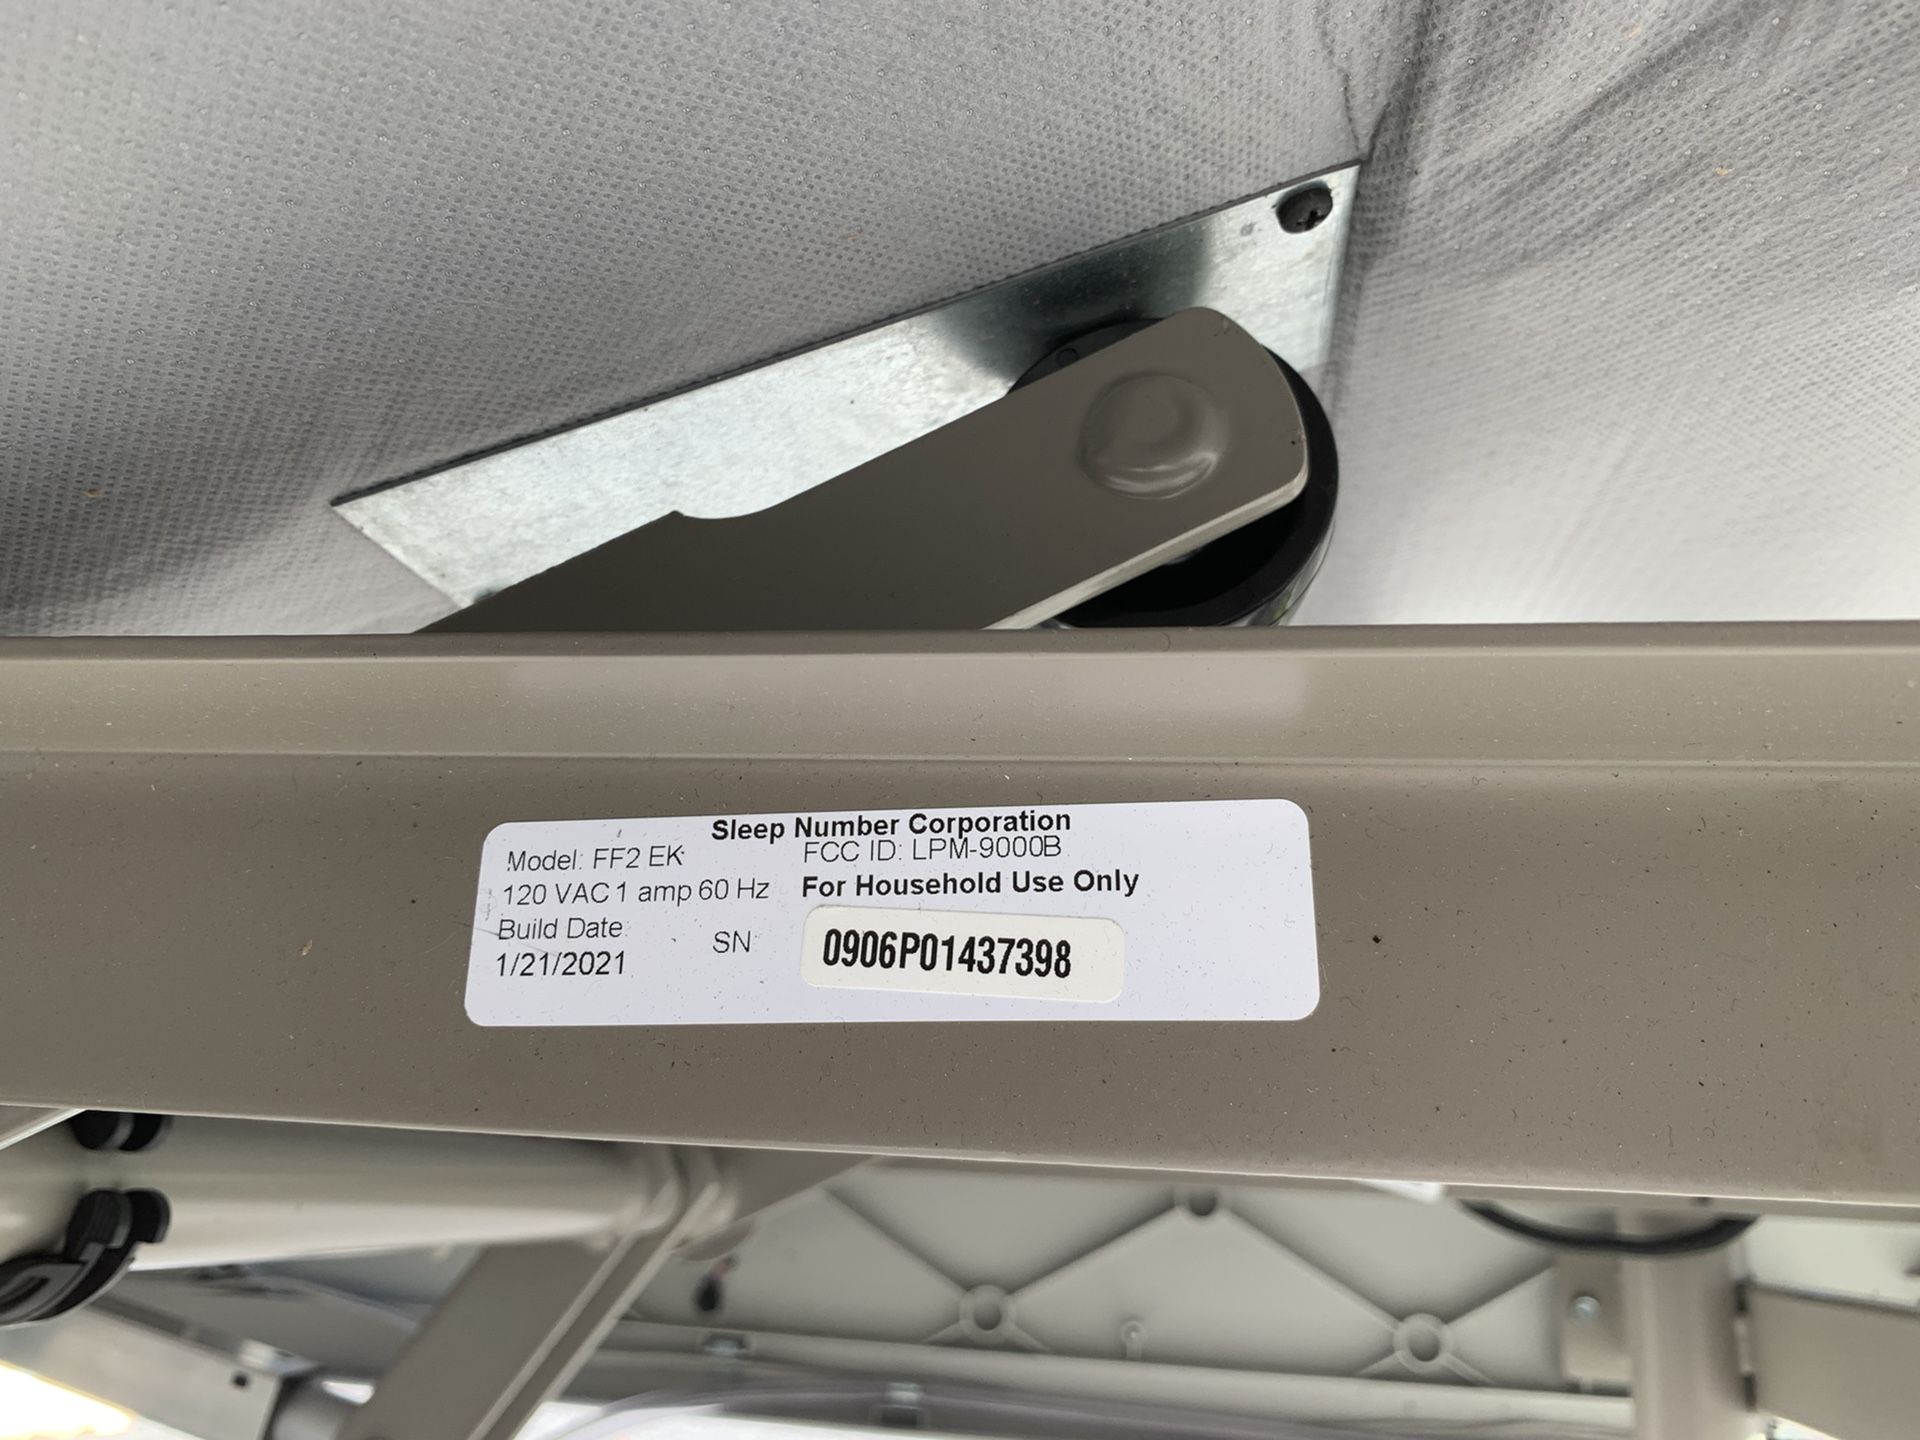 Sleep Number Corporation
Model: FF2 EK
FCC ID: LPM-9000B
120 VAC 1 amp 60 Hz
For Household Use Only
Build Date:
1/21/2021
SN:
0906P01437398